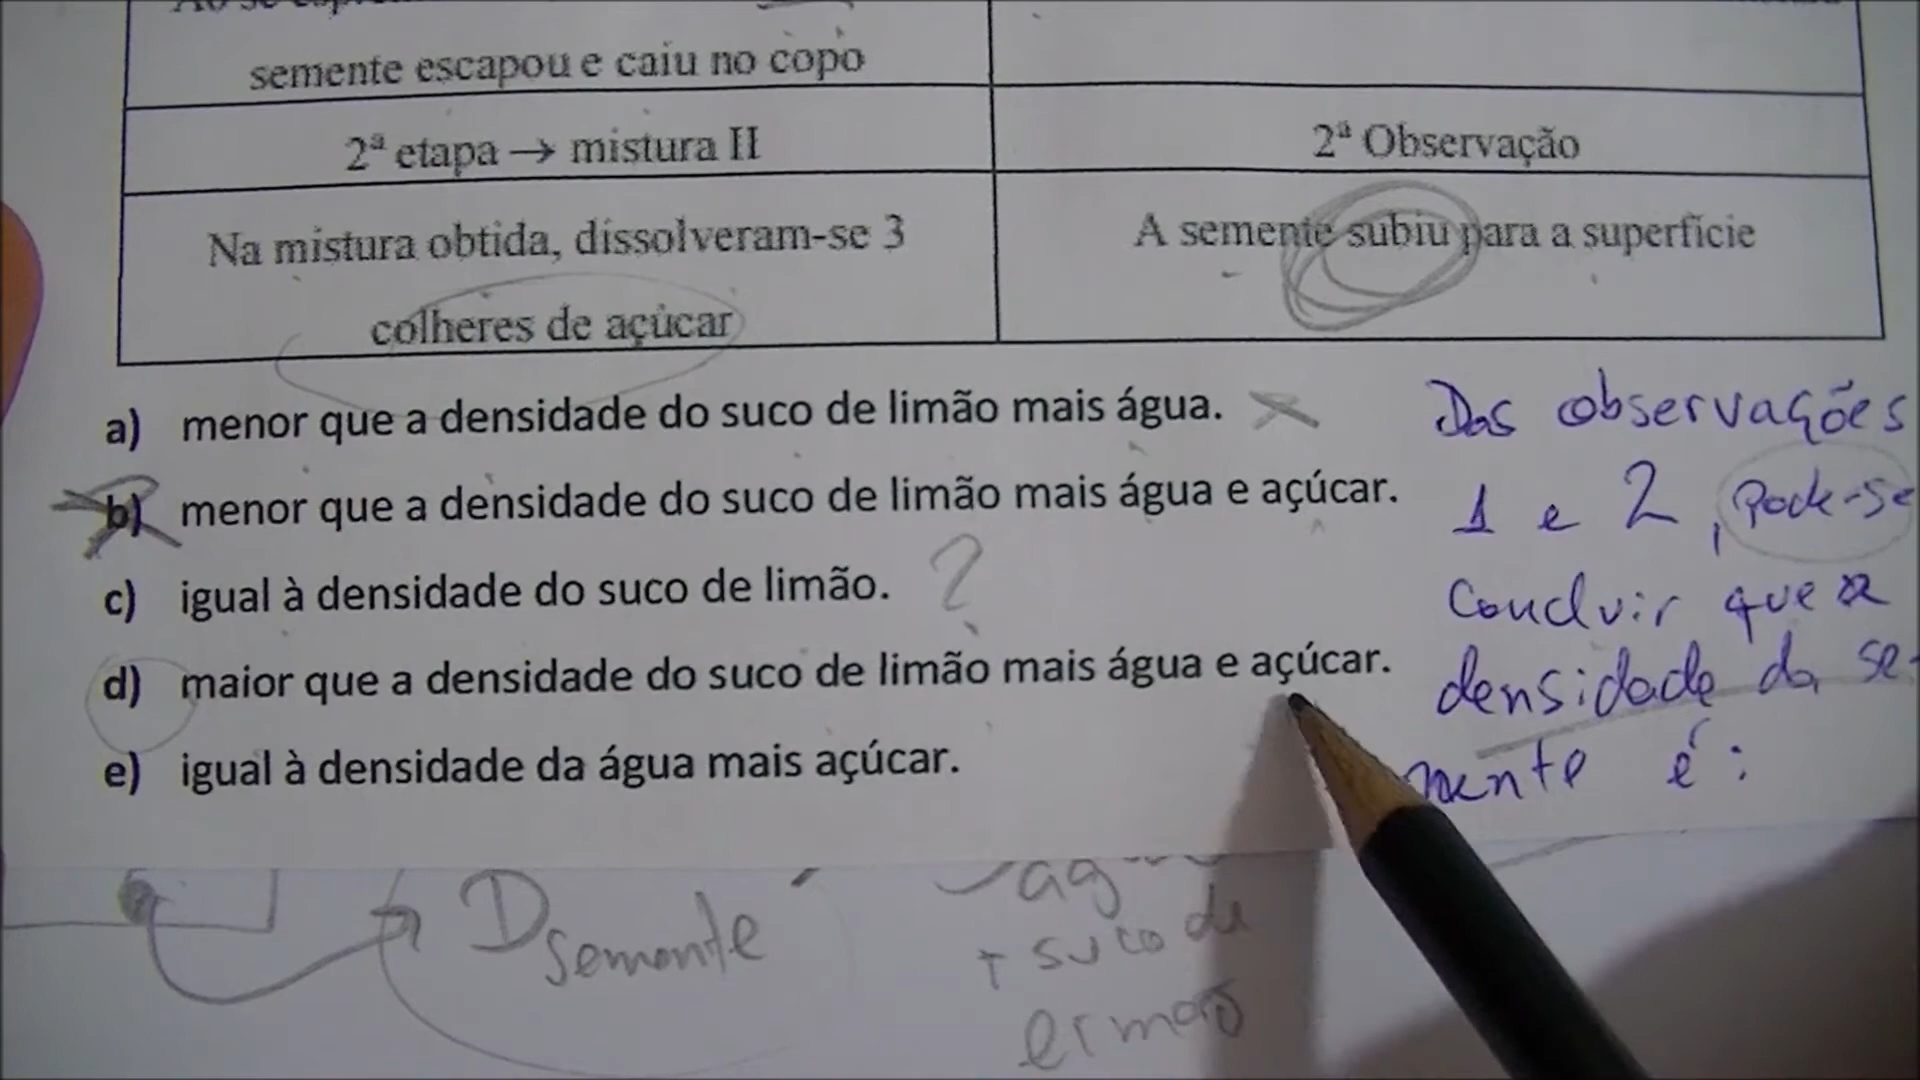 semente escapou e caiu no copo
2ª etapa → mistura II
2ª Observação
Na mistura obtida, dissolveram-se 3
colheres de açúcar
A semente subiu para a superfície
a) menor que a densidade do suco de limão mais água.
b) menor que a densidade do suco de limão mais água e açúcar.
c) igual à densidade do suco de limão. ?
d) maior que a densidade do suco de limão mais água e açúcar.
e) igual à densidade da água mais açúcar.
Das observações
1 e 2, pode-se
Concluir que a
densidade da se-
mente é:
D semente
+ suco de